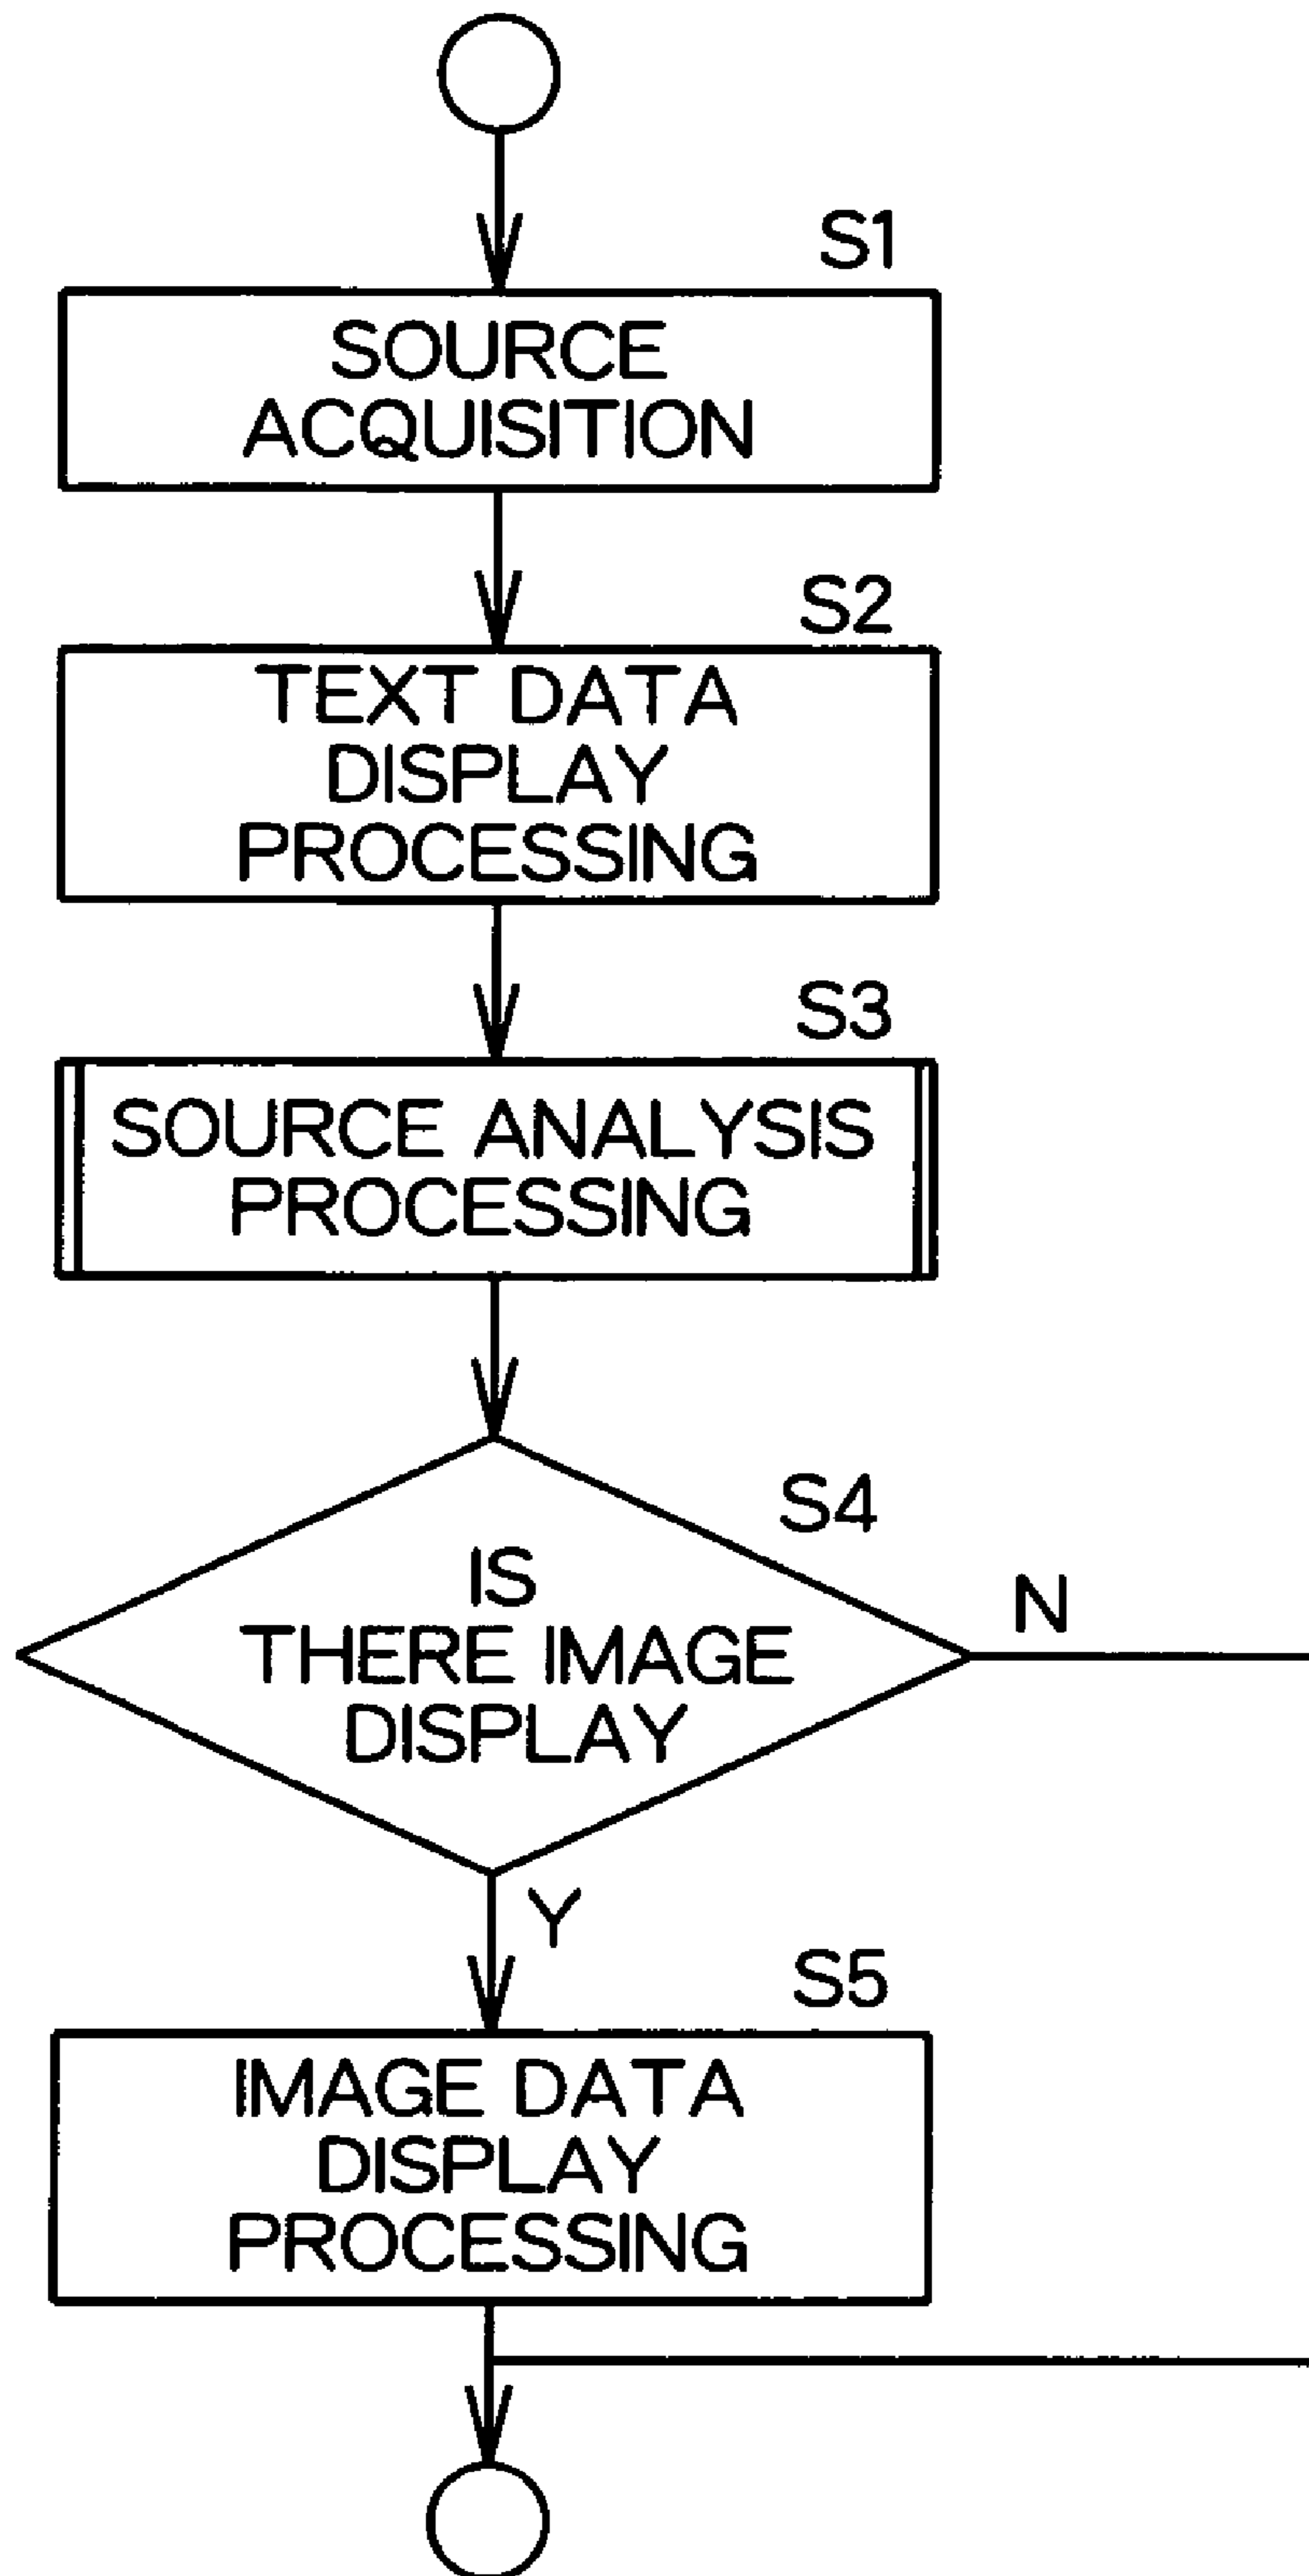 S1
SOURCE
ACQUISITION
S2
TEXT DATA
DISPLAY
PROCESSING
S3
SOURCE ANALYSIS
PROCESSING
S4
IS
THERE IMAGE
DISPLAY
N
Y
S5
IMAGE DATA
DISPLAY
PROCESSING